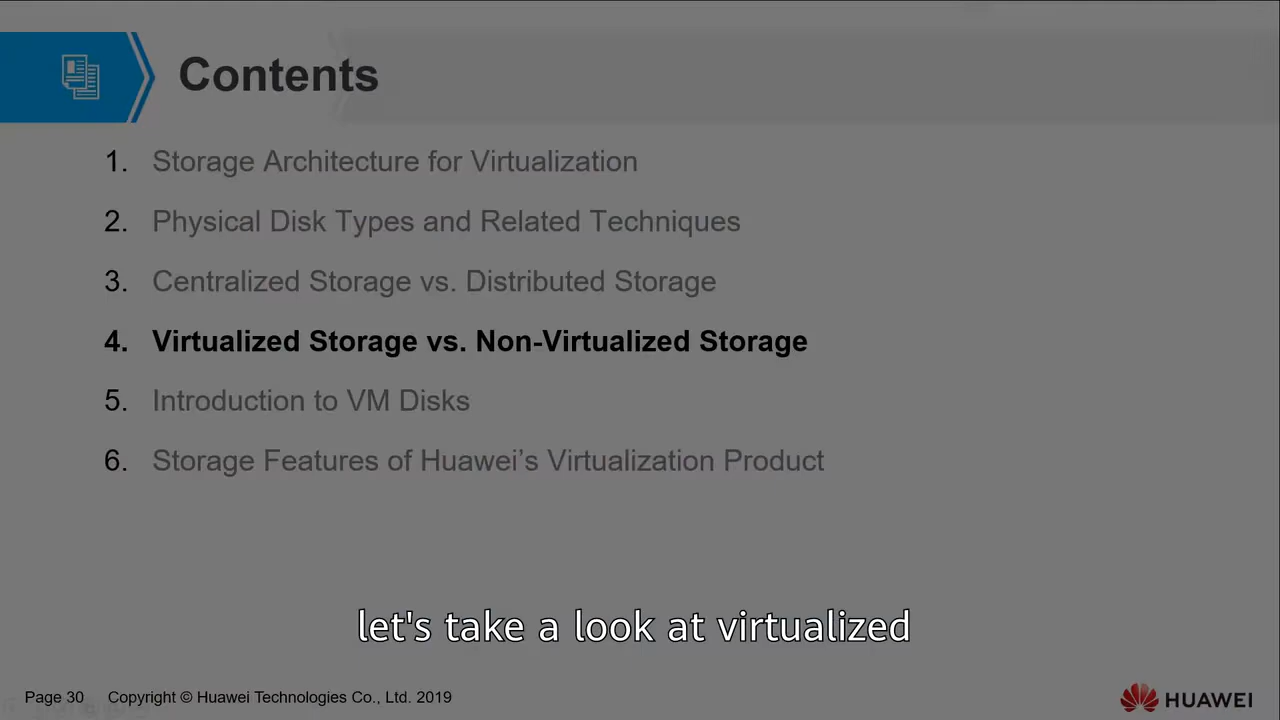 Contents
1. Storage Architecture for Virtualization
2. Physical Disk Types and Related Techniques
3. Centralized Storage vs. Distributed Storage
4. Virtualized Storage vs. Non-Virtualized Storage
5. Introduction to VM Disks
6. Storage Features of Huawei’s Virtualization Product
let's take a look at virtualized
Page 30 Copyright © Huawei Technologies Co., Ltd. 2019
HUAWEI